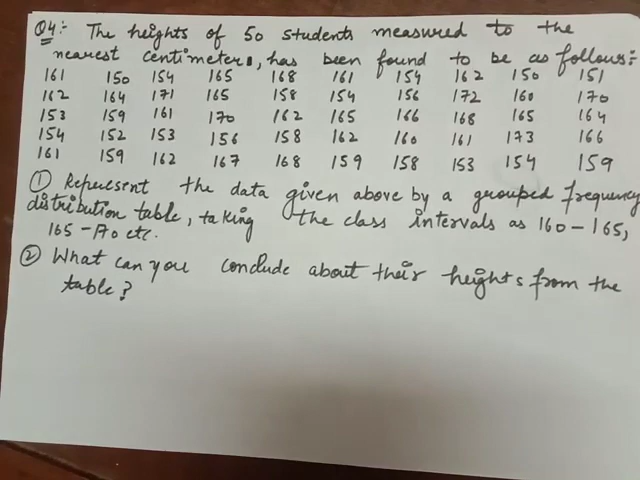 Q4:- The heights of 50 students measured to the
nearest centimeters, has been found to be as follows:-
161 150 154 165 168 161 154 162 150 151
162 164 171 165 158 154 156 172 160 170
153 159 161 170 162 165 166 168 165 164
154 152 153 156 158 162 160 161 173 166
161 159 162 167 168 159 158 153 154 159
① Represent the data given above by a grouped frequency
distribution table, taking the class intervals as 160-165,
165-170 etc.
② What can you conclude about their heights from the
table?